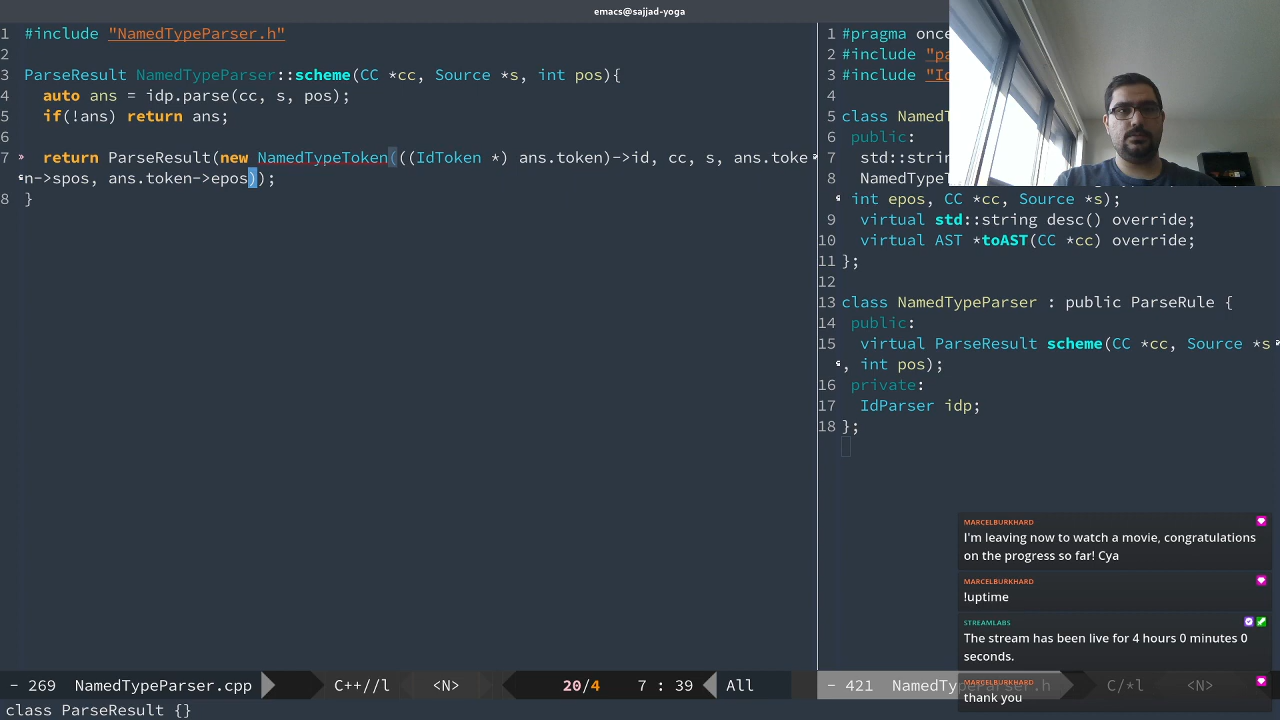 emacs@sajjad-yoga
1 #include "NamedTypeParser.h"
2
3 ParseResult NamedTypeParser::scheme(CC *cc, Source *s, int pos){
4 auto ans = idp.parse(cc, s, pos);
5 if(!ans) return ans;
6
7 return ParseResult(new NamedTypeToken(((IdToken *) ans.token)->id, cc, s, ans.toke
n->spos, ans.token->epos));
8 }
- 269 NamedTypeParser.cpp C++//l <N> 20/4 7 : 39 All
class ParseResult {}
1 #pragma once
2 #include "pa
3 #include "Id
4
5 class NamedT
6 public:
7 std::strin
8 NamedType
int epos, CC *cc, Source *s);
9 virtual std::string desc() override;
10 virtual AST *toAST(CC *cc) override;
11 };
12
13 class NamedTypeParser : public ParseRule {
14 public:
15 virtual ParseResult scheme(CC *cc, Source *s
, int pos);
16 private:
17 IdParser idp;
18 };
- 421 NamedTypeParser.h C/*l <N>
MARCELBURKHARD
I'm leaving now to watch a movie, congratulations
on the progress so far! Cya
MARCELBURKHARD
!uptime
STREAMLABS
The stream has been live for 4 hours 0 minutes 0
seconds.
MARCELBURKHARD
thank you